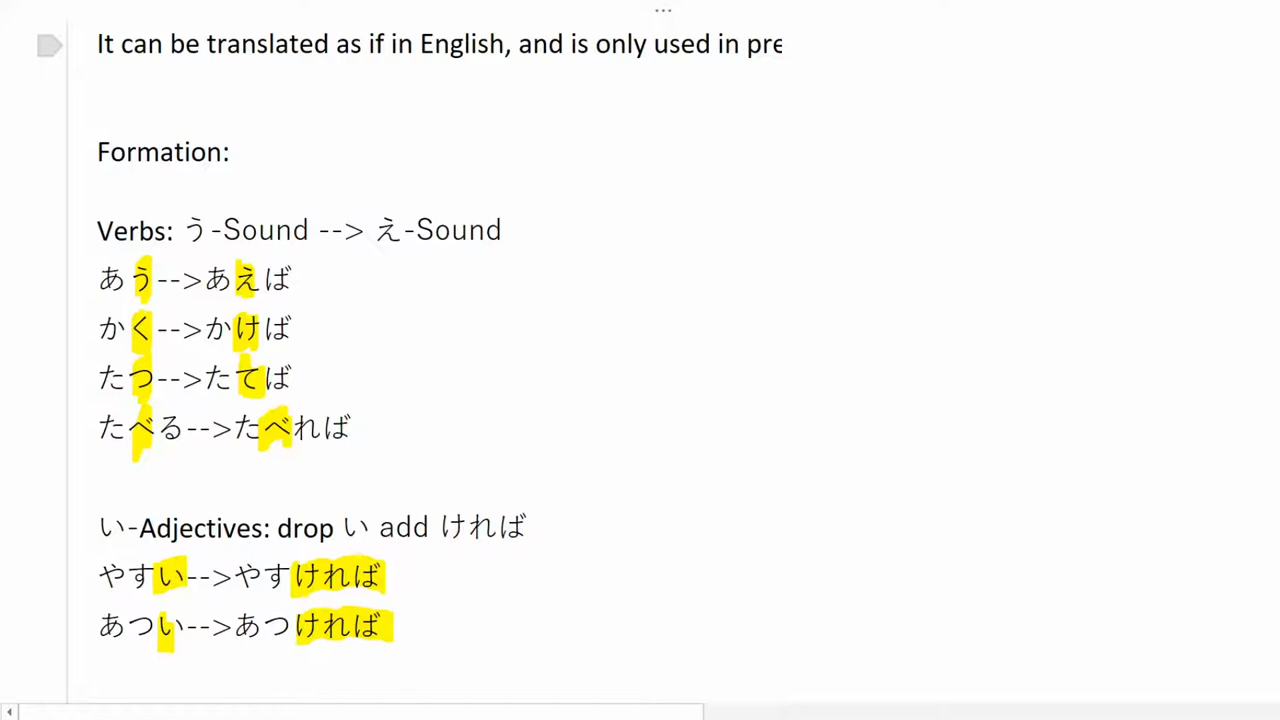 It can be translated as if in English, and is only used in pre
Formation:
Verbs: う-Sound --> え-Sound
あう-->あえば
かく-->かけば
たつ-->たてば
たべる-->たべれば
い-Adjectives: drop い add ければ
やすい-->やすければ
あつい-->あつければ